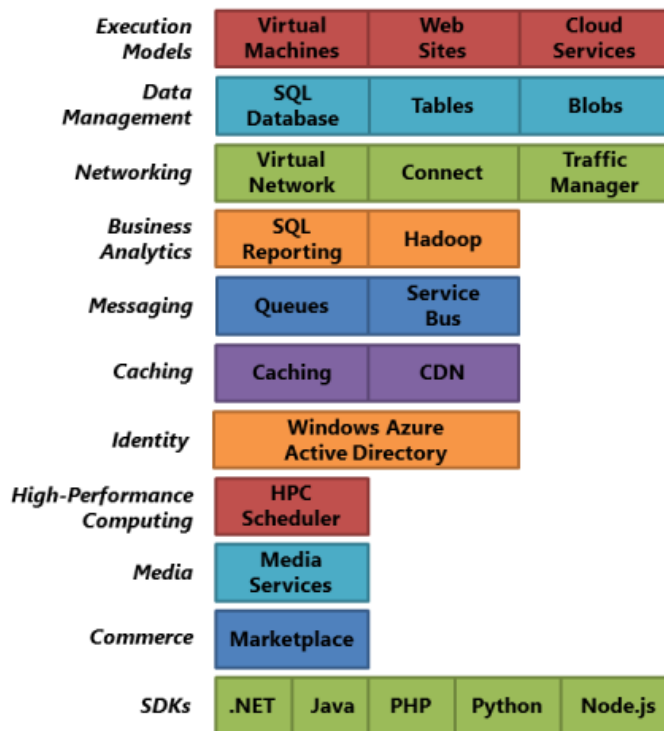 Execution Models
Virtual Machines
Web Sites
Cloud Services
Data Management
SQL Database
Tables
Blobs
Networking
Virtual Network
Connect
Traffic Manager
Business Analytics
SQL Reporting
Hadoop
Messaging
Queues
Service Bus
Caching
Caching
CDN
Identity
Windows Azure
Active Directory
High-Performance
Computing
HPC Scheduler
Media
Media Services
Commerce
Marketplace
SDKs
.NET
Java
PHP
Python
Node.js